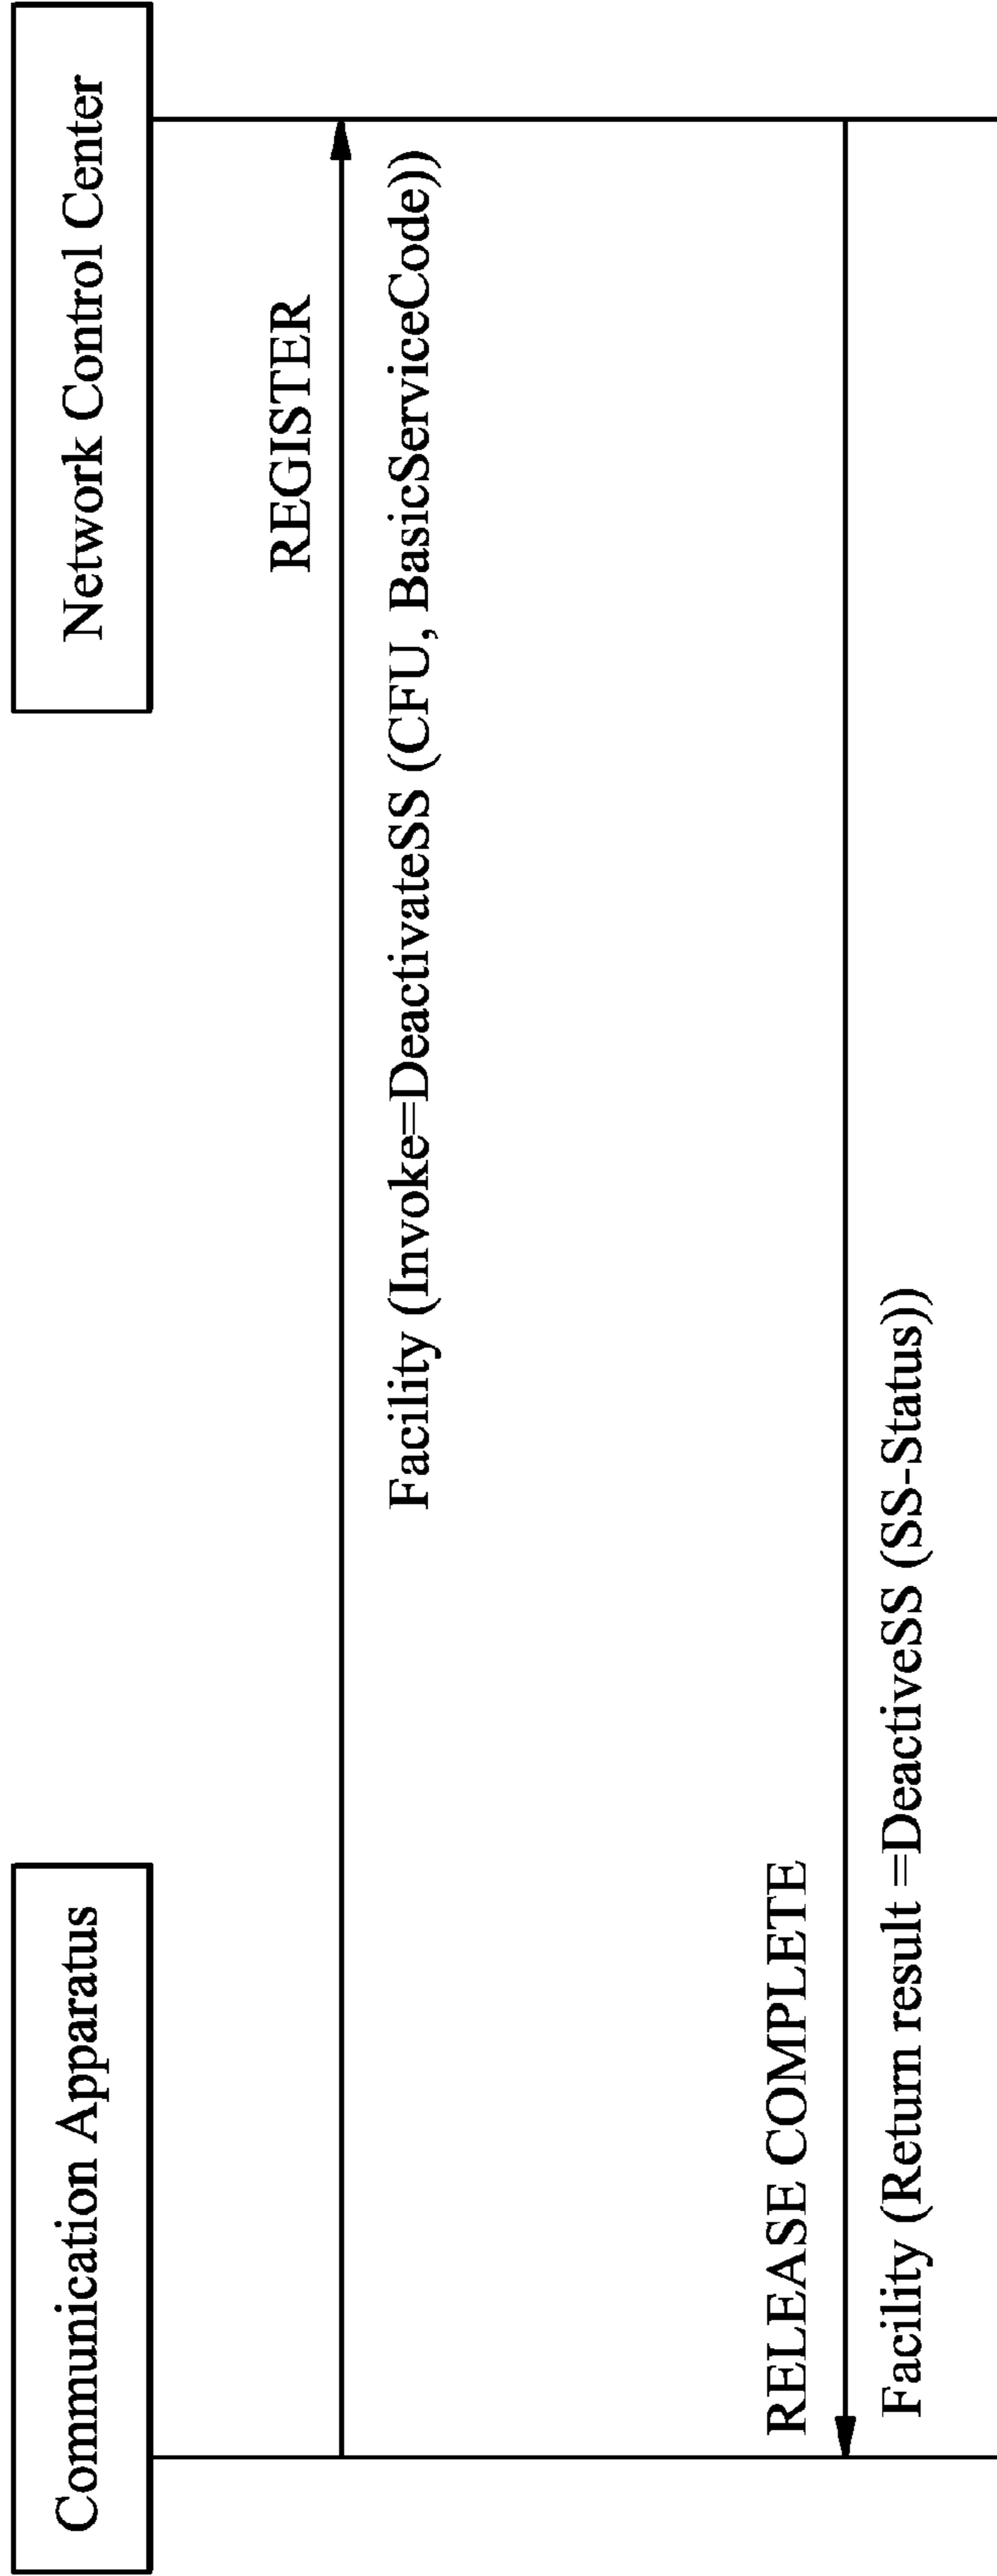 Communication Apparatus
Network Control Center
REGISTER
Facility (Invoke=DeactivateSS (CFU, BasicServiceCode))
RELEASE COMPLETE
Facility (Return result =DeactiveSS (SS-Status))